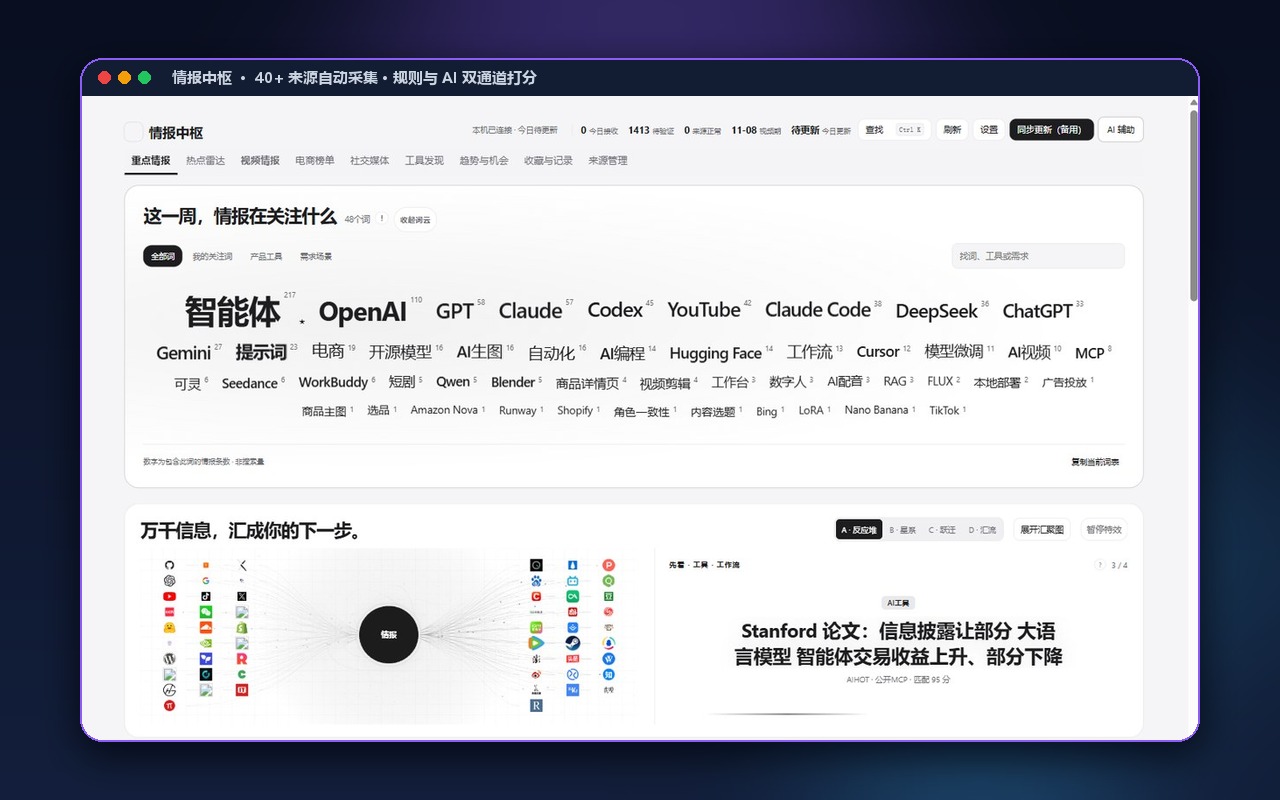 情报中枢 • 40+ 来源自动采集 • 规则与 AI 双通道打分
情报中枢
本机已连接 · 今日待更新 0 今日接收 1413 待验证 0 来源正常 11-08 视频期 待更新 今日更新 查找 Ctrl K 刷新 设置 同步更新（备用） AI 辅助
重点情报 热点雷达 视频情报 电商榜单 社交媒体 工具发现 趋势与机会 收藏与记录 来源管理
这一周，情报在关注什么 48个词 ! 收起词云
全部词 我的关注词 产品工具 需求场景 找词、工具或需求
智能体 217 OpenAI 110 GPT 58 Claude 57 Codex 45 YouTube 42 Claude Code 38 DeepSeek 36 ChatGPT 33
Gemini 27 提示词 23 电商 19 开源模型 16 AI生图 16 自动化 16 AI编程 14 Hugging Face 14 工作流 13 Cursor 12 模型微调 11 AI视频 10 MCP 8
可灵 6 Seedance 6 WorkBuddy 6 短剧 5 Qwen 5 Blender 5 商品详情页 4 视频剪辑 4 工作台 3 数字人 3 AI配音 3 RAG 3 FLUX 2 本地部署 2 广告投放 1
商品主图 1 选品 1 Amazon Nova 1 Runway 1 Shopify 1 角色一致性 1 内容选题 1 Bing 1 LoRA 1 Nano Banana 1 TikTok 1
数字为包含此词的情报条数 · 非搜索量 复制当前词表
万千信息，汇成你的下一步。 A · 反应堆 B · 星系 C · 跃迁 D · 汇流 展开汇聚图 暂停特效
先看 · 工具 · 工作流 ? 3 / 4
情报
AI工具
Stanford 论文：信息披露让部分 大语
言模型 智能体交易收益上升、部分下降
AIHOT · 公开MCP · 匹配 95 分